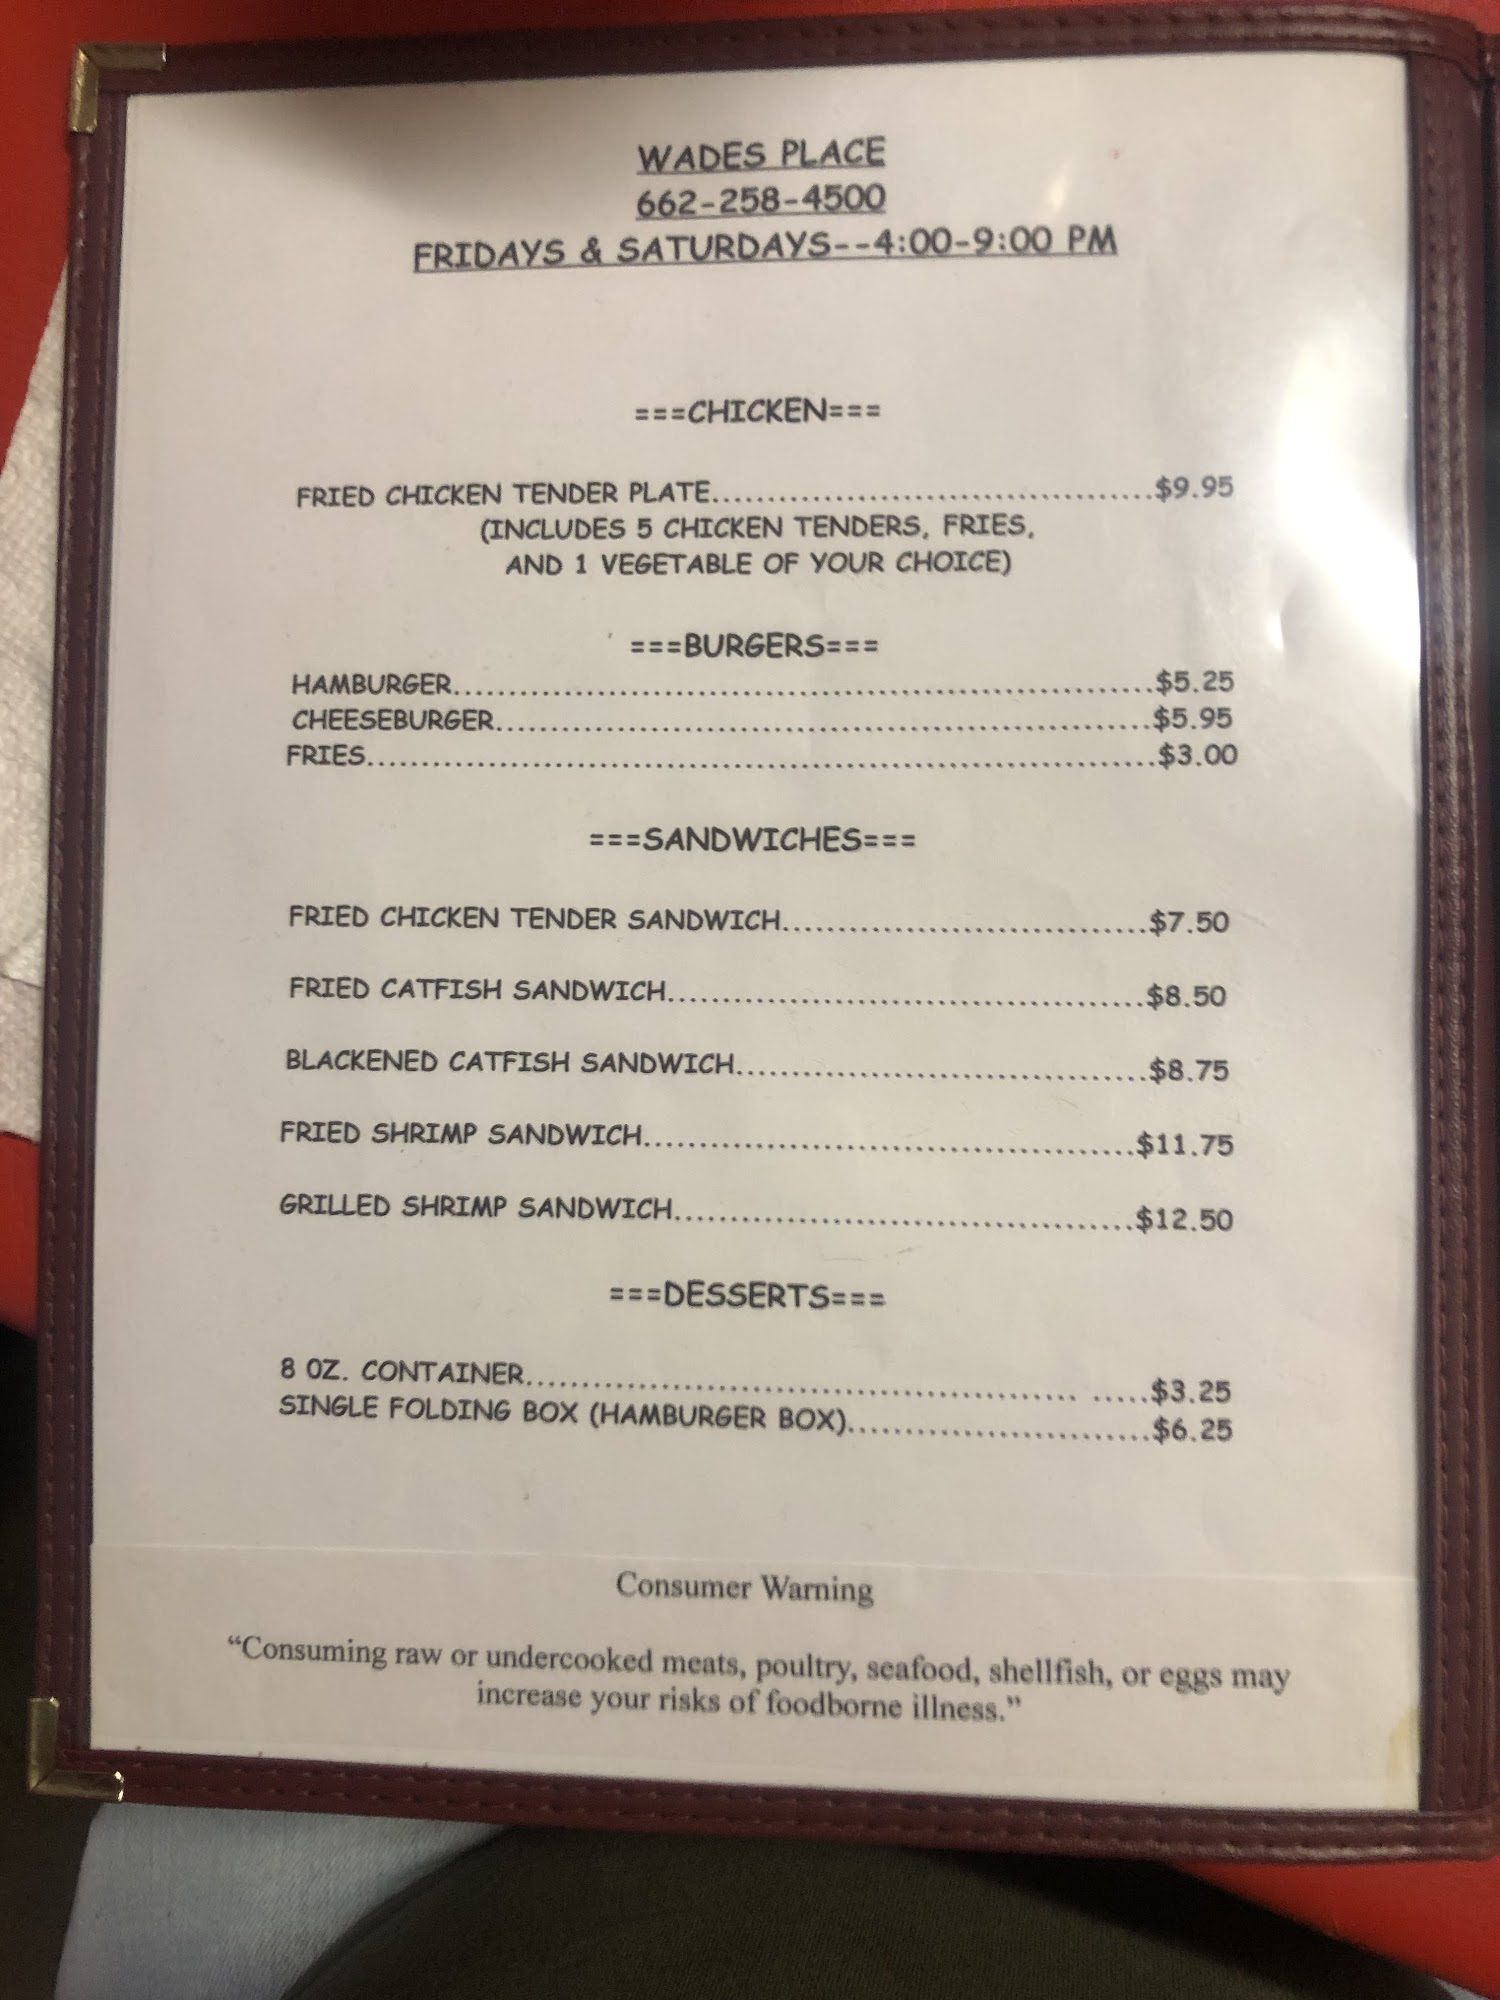 WADES PLACE
662-258-4500
FRIDAYS & SATURDAYS--4:00-9:00 PM
===CHICKEN===
FRIED CHICKEN TENDER PLATE........................................$9.95
(INCLUDES 5 CHICKEN TENDERS, FRIES,
AND 1 VEGETABLE OF YOUR CHOICE)
===BURGERS===
HAMBURGER................................................................$5.25
CHEESEBURGER............................................................$5.95
FRIES........................................................................$3.00
===SANDWICHES===
FRIED CHICKEN TENDER SANDWICH.................................$7.50
FRIED CATFISH SANDWICH...........................................$8.50
BLACKENED CATFISH SANDWICH.....................................$8.75
FRIED SHRIMP SANDWICH............................................$11.75
GRILLED SHRIMP SANDWICH.........................................$12.50
===DESSERTS===
8 OZ. CONTAINER.................................................. .....$3.25
SINGLE FOLDING BOX (HAMBURGER BOX)...........................$6.25
Consumer Warning
“Consuming raw or undercooked meats, poultry, seafood, shellfish, or eggs may
increase your risks of foodborne illness.”